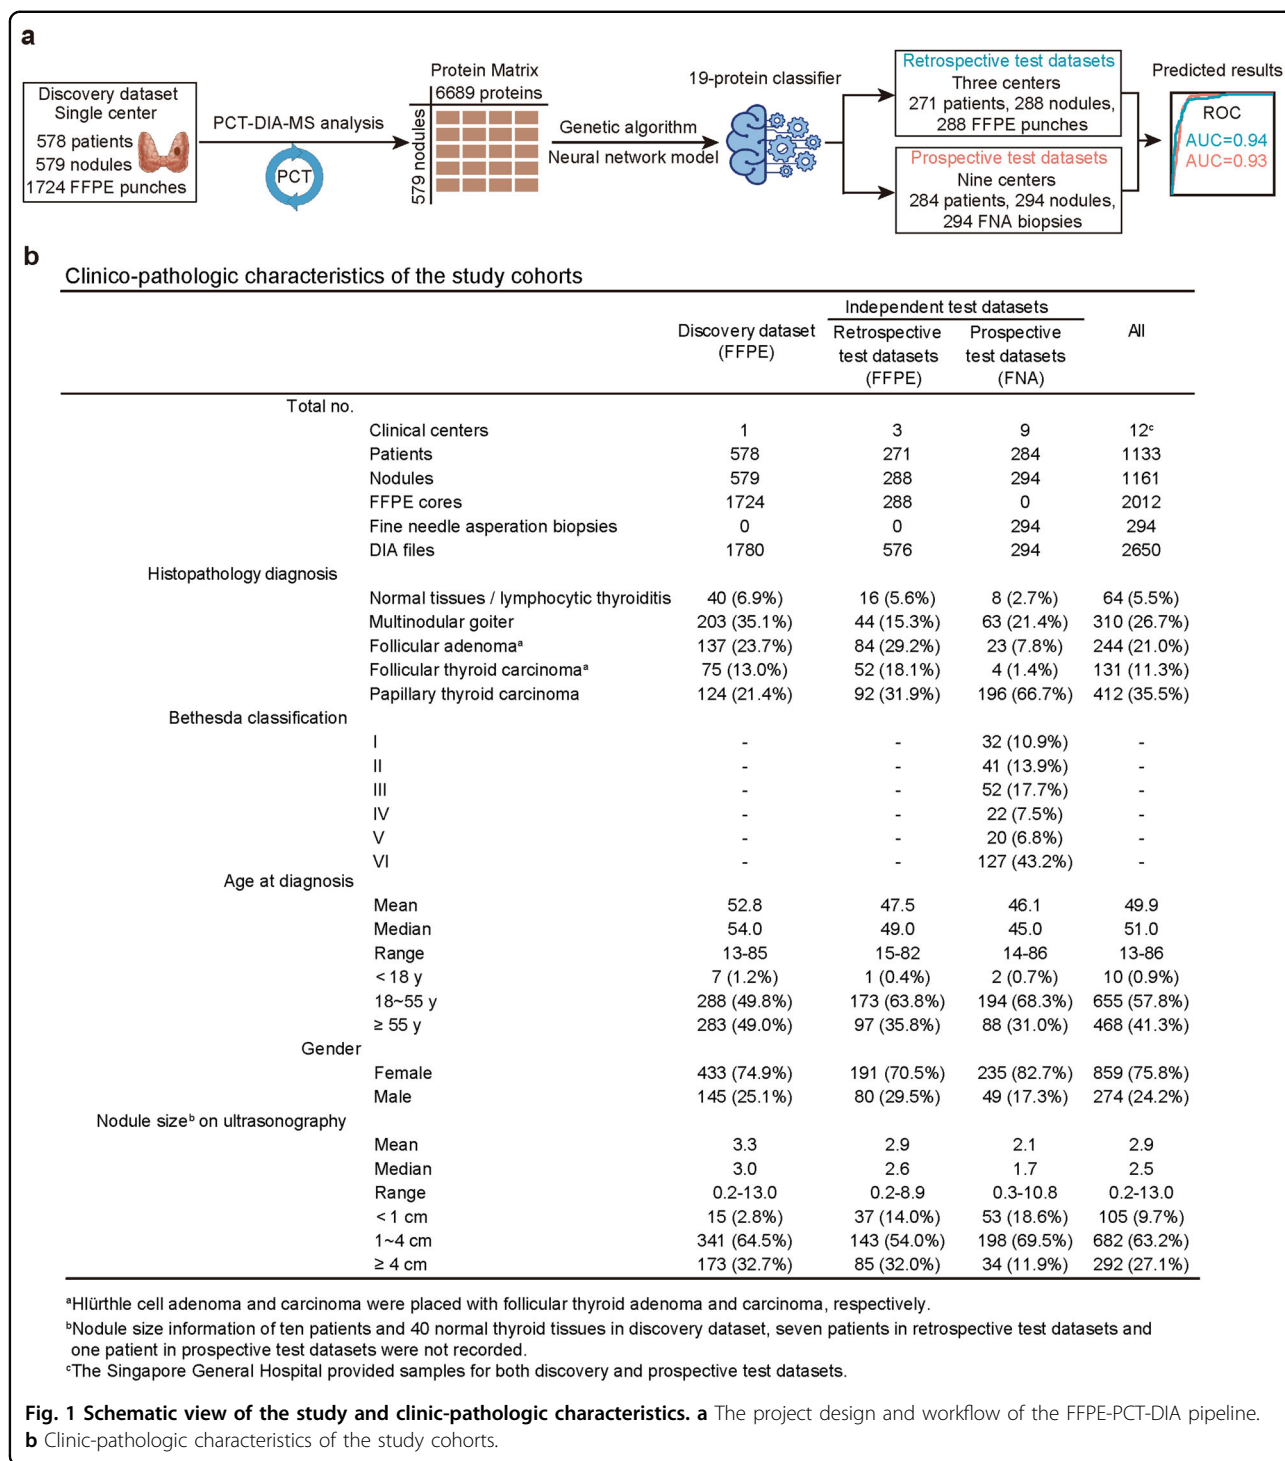 a
Discovery dataset
Single center
578 patients
579 nodules
1724 FFPE punches
PCT-DIA-MS analysis
PCT
Protein Matrix
6689 proteins
579 nodules
Genetic algorithm
Neural network model
19-protein classifier
Retrospective test datasets
Three centers
271 patients, 288 nodules,
288 FFPE punches
Prospective test datasets
Nine centers
284 patients, 294 nodules,
294 FNA biopsies
Predicted results
ROC
AUC=0.94
AUC=0.93
b
Clinico-pathologic characteristics of the study cohorts
Independent test datasets
Discovery dataset (FFPE) Retrospective test datasets (FFPE) Prospective test datasets (FNA) All
Total no.
Clinical centers 1 3 9 12ᶜ
Patients 578 271 284 1133
Nodules 579 288 294 1161
FFPE cores 1724 288 0 2012
Fine needle asperation biopsies 0 0 294 294
DIA files 1780 576 294 2650
Histopathology diagnosis
Normal tissues / lymphocytic thyroiditis 40 (6.9%) 16 (5.6%) 8 (2.7%) 64 (5.5%)
Multinodular goiter 203 (35.1%) 44 (15.3%) 63 (21.4%) 310 (26.7%)
Follicular adenomaᵃ 137 (23.7%) 84 (29.2%) 23 (7.8%) 244 (21.0%)
Follicular thyroid carcinomaᵃ 75 (13.0%) 52 (18.1%) 4 (1.4%) 131 (11.3%)
Papillary thyroid carcinoma 124 (21.4%) 92 (31.9%) 196 (66.7%) 412 (35.5%)
Bethesda classification
I - - 32 (10.9%) -
II - - 41 (13.9%) -
III - - 52 (17.7%) -
IV - - 22 (7.5%) -
V - - 20 (6.8%) -
VI - - 127 (43.2%) -
Age at diagnosis
Mean 52.8 47.5 46.1 49.9
Median 54.0 49.0 45.0 51.0
Range 13-85 15-82 14-86 13-86
< 18 y 7 (1.2%) 1 (0.4%) 2 (0.7%) 10 (0.9%)
18~55 y 288 (49.8%) 173 (63.8%) 194 (68.3%) 655 (57.8%)
≥ 55 y 283 (49.0%) 97 (35.8%) 88 (31.0%) 468 (41.3%)
Gender
Female 433 (74.9%) 191 (70.5%) 235 (82.7%) 859 (75.8%)
Male 145 (25.1%) 80 (29.5%) 49 (17.3%) 274 (24.2%)
Nodule sizeᵇ on ultrasonography
Mean 3.3 2.9 2.1 2.9
Median 3.0 2.6 1.7 2.5
Range 0.2-13.0 0.2-8.9 0.3-10.8 0.2-13.0
< 1 cm 15 (2.8%) 37 (14.0%) 53 (18.6%) 105 (9.7%)
1~4 cm 341 (64.5%) 143 (54.0%) 198 (69.5%) 682 (63.2%)
≥ 4 cm 173 (32.7%) 85 (32.0%) 34 (11.9%) 292 (27.1%)
ᵃHlürthle cell adenoma and carcinoma were placed with follicular thyroid adenoma and carcinoma, respectively.
ᵇNodule size information of ten patients and 40 normal thyroid tissues in discovery dataset, seven patients in retrospective test datasets and
one patient in prospective test datasets were not recorded.
ᶜThe Singapore General Hospital provided samples for both discovery and prospective test datasets.
Fig. 1 Schematic view of the study and clinic-pathologic characteristics. a The project design and workflow of the FFPE-PCT-DIA pipeline.
b Clinic-pathologic characteristics of the study cohorts.